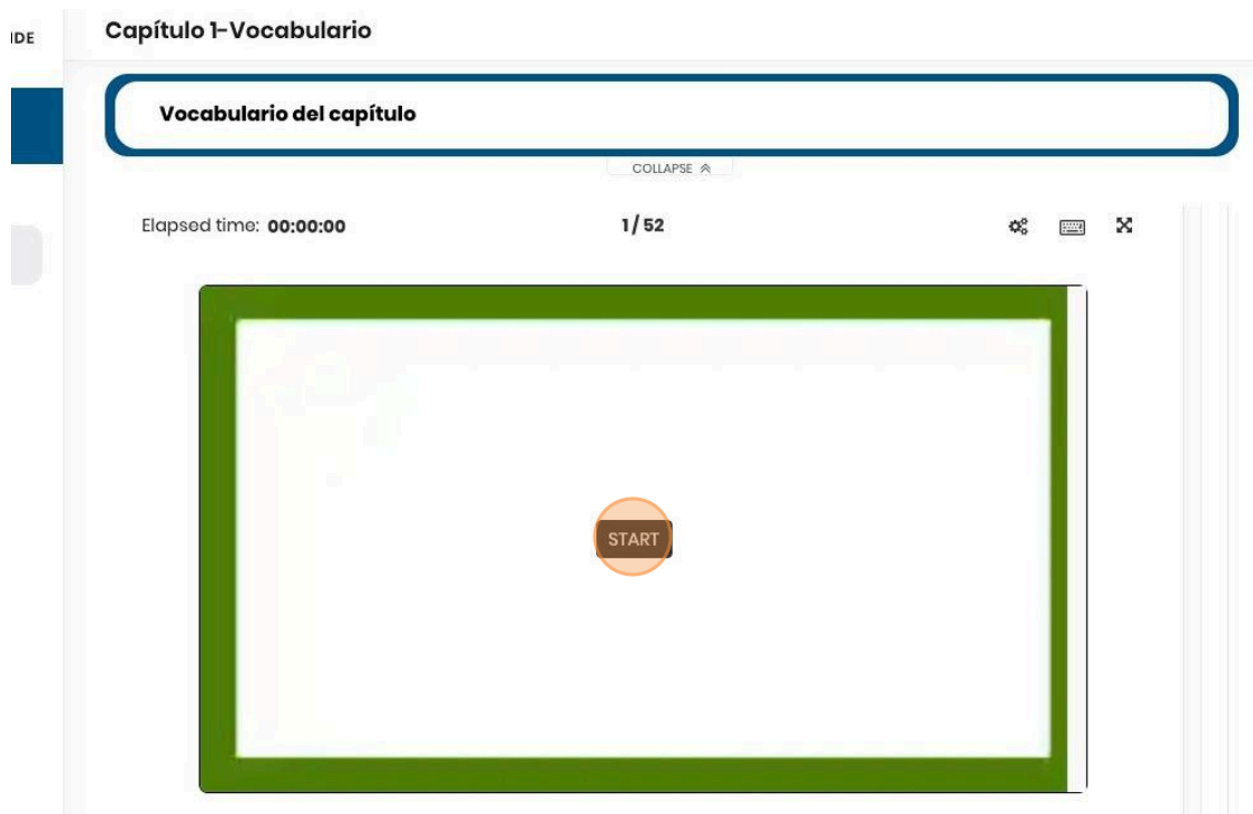 IDE
Capítulo 1-Vocabulario
Vocabulario del capítulo
COLLAPSE
Elapsed time: 00:00:00
1/52
START